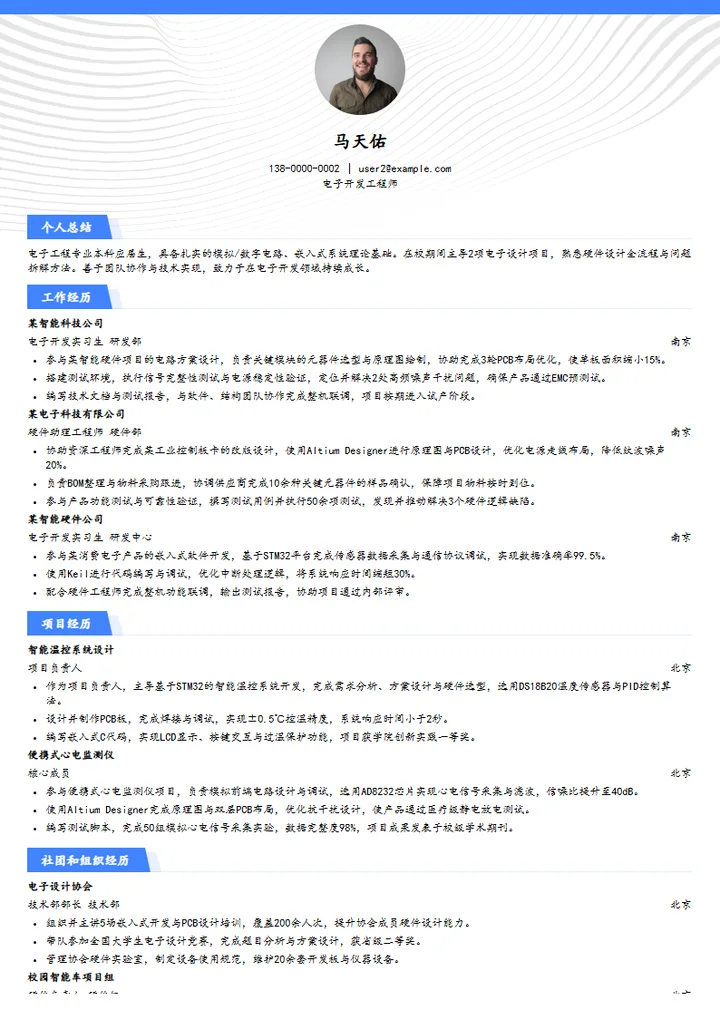 马天佑
138-0000-0002 | user2@example.com
电子开发工程师
个人总结
电子工程专业本科应届生，具备扎实的模拟/数字电路、嵌入式系统理论基础。在校期间主导2项电子设计项目，熟悉硬件设计全流程与问题
拆解方法。善于团队协作与技术实现，致力于在电子开发领域持续成长。
工作经历
某智能科技公司
电子开发实习生 研发部 南京
• 参与某智能硬件项目的电路方案设计，负责关键模块的元器件选型与原理图绘制，协助完成3轮PCB布局优化，使单板面积缩小15%。
• 搭建测试环境，执行信号完整性测试与电源稳定性验证，定位并解决2处高频噪声干扰问题，确保产品通过EMC预测试。
• 编写技术文档与测试报告，与软件、结构团队协作完成整机联调，项目按期进入试产阶段。
某电子科技有限公司
硬件助理工程师 硬件部 南京
• 协助资深工程师完成某工业控制板卡的改版设计，使用Altium Designer进行原理图与PCB设计，优化电源走线布局，降低纹波噪声
20%。
• 负责BOM整理与物料采购跟进，协调供应商完成10余种关键元器件的样品确认，保障项目物料按时到位。
• 参与产品功能测试与可靠性验证，撰写测试用例并执行50余项测试，发现并推动解决3个硬件逻辑缺陷。
某智能硬件公司
电子开发实习生 研发中心 南京
• 参与某消费电子产品的嵌入式软件开发，基于STM32平台完成传感器数据采集与通信协议调试，实现数据准确率99.5%。
• 使用Keil进行代码编写与调试，优化中断处理逻辑，将系统响应时间缩短30%。
• 配合硬件工程师完成整机功能联调，输出测试报告，协助项目通过内部评审。
项目经历
智能温控系统设计
项目负责人 北京
• 作为项目负责人，主导基于STM32的智能温控系统开发，完成需求分析、方案设计与硬件选型，选用DS18B20温度传感器与PID控制算
法。
• 设计并制作PCB板，完成焊接与调试，实现±0.5℃控温精度，系统响应时间小于2秒。
• 编写嵌入式C代码，实现LCD显示、按键交互与过温保护功能，项目获学院创新实践一等奖。
便携式心电监测仪
核心成员 北京
• 参与便携式心电监测仪项目，负责模拟前端电路设计与调试，选用AD8232芯片实现心电信号采集与滤波，信噪比提升至40dB。
• 使用Altium Designer完成原理图与双层PCB布局，优化抗干扰设计，使产品通过医疗级静电放电测试。
• 编写测试脚本，完成50组模拟心电信号采集实验，数据完整度98%，项目成果发表于校级学术期刊。
社团和组织经历
电子设计协会
技术部部长 技术部 北京
• 组织并主讲5场嵌入式开发与PCB设计培训，覆盖200余人次，提升协会成员硬件设计能力。
• 带队参加全国大学生电子设计竞赛，完成题目分析与方案设计，获省级二等奖。
• 管理协会硬件实验室，制定设备使用规范，维护20余套开发板与仪器设备。
校园智能车项目组